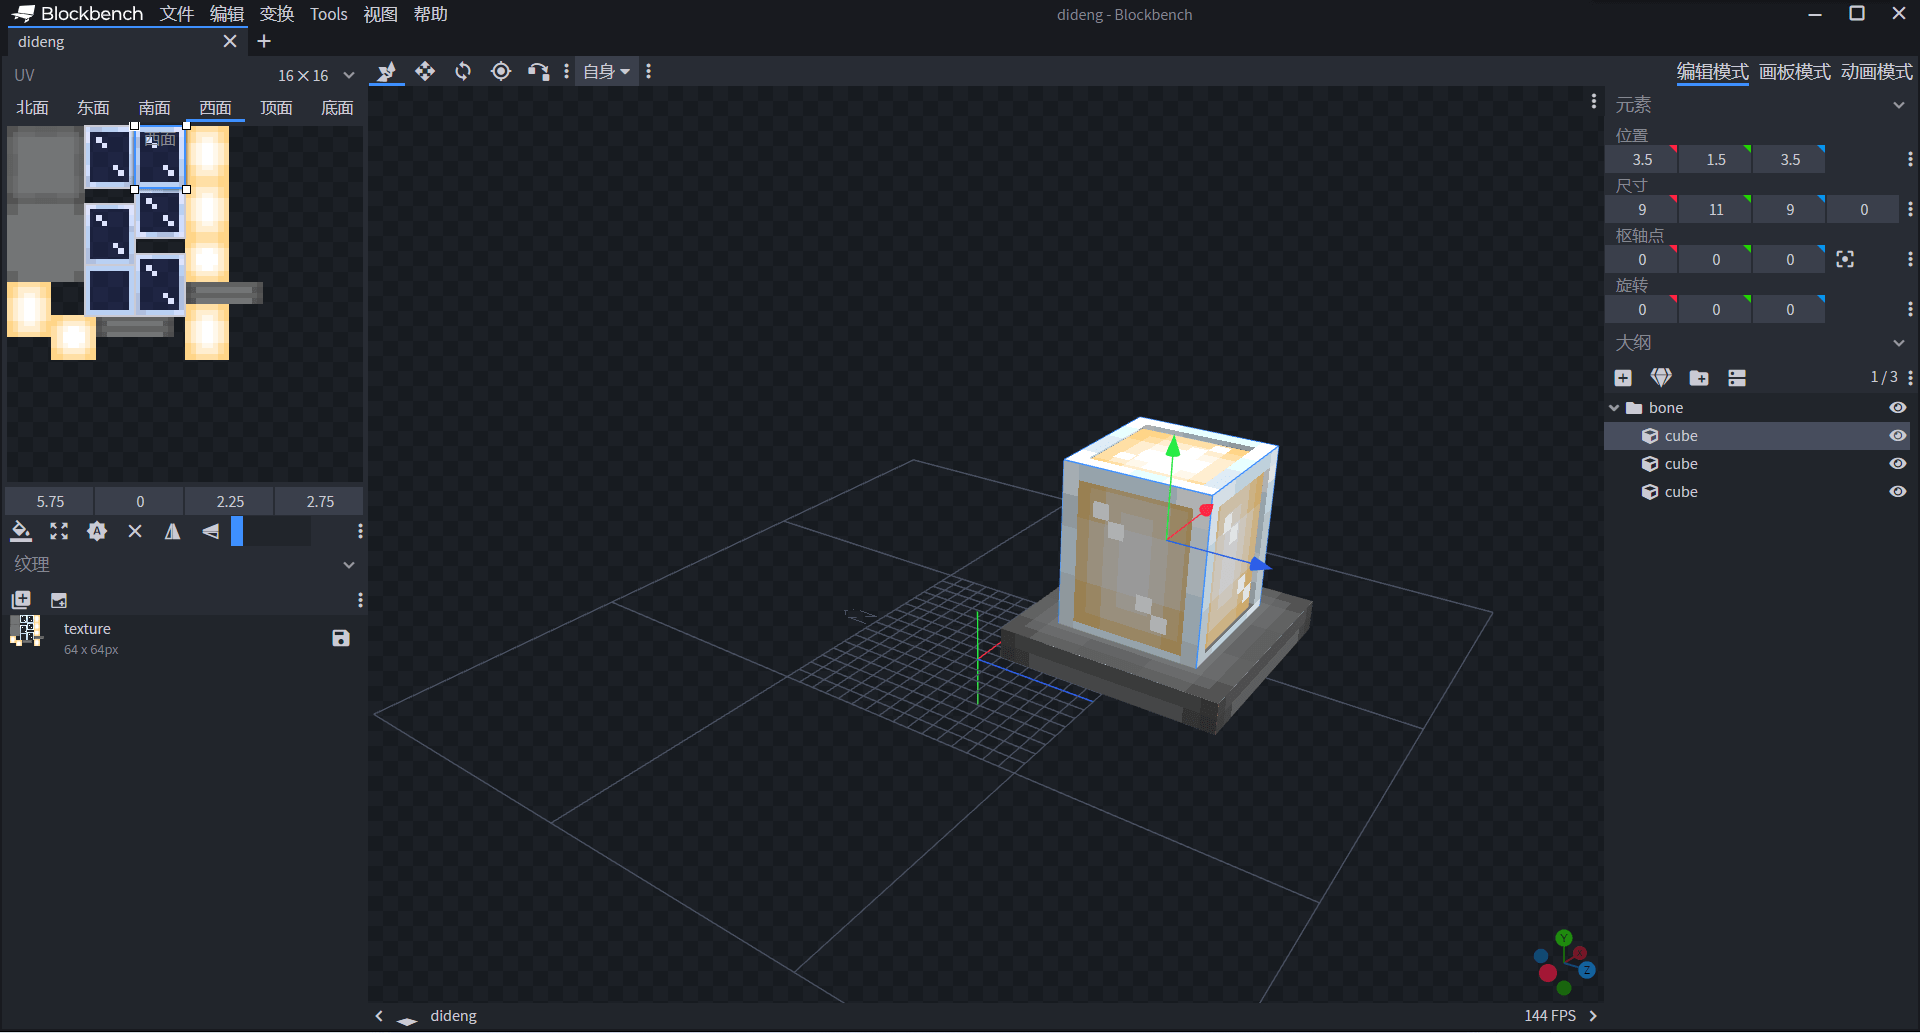 Blockbench 文件 编辑 变换 Tools 视图 帮助
dideng - Blockbench
dideng
UV
16×16
北面 东面 南面 西面 顶面 底面
西面
5.75 0 2.25 2.75
纹理
texture
64 x 64px
自身
编辑模式 画板模式 动画模式
元素
位置
3.5 1.5 3.5
尺寸
9 11 9 0
枢轴点
0 0 0
旋转
0 0 0
大纲
1 / 3
bone
cube
cube
cube
Y
Z
dideng
144 FPS